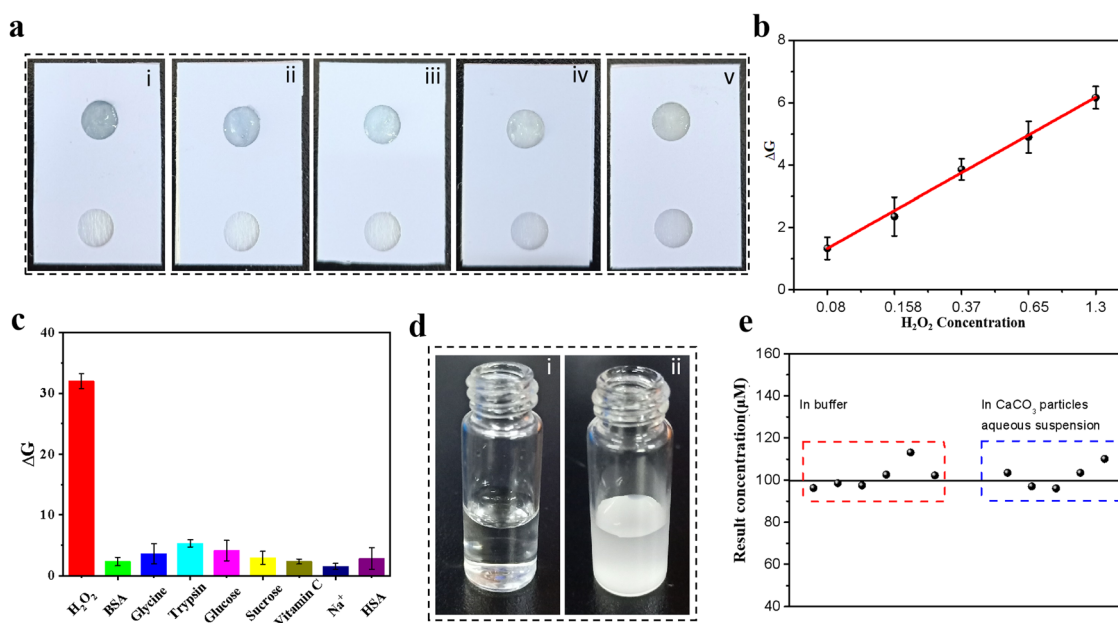 a
i
ii
iii
iv
v
b
8
6
4
2
0
ΔG
0.08
0.158
0.37
0.65
1.3
H₂O₂ Concentration
c
40
30
20
10
0
ΔG
H₂O₂
BSA
Glycine
Trypsin
Glucose
Sucrose
Vitamin C
Na⁺
HSA
d
i
ii
e
160
140
120
100
80
60
40
Result concentration(μM)
In buffer
In CaCO₃ particles
aqueous suspension